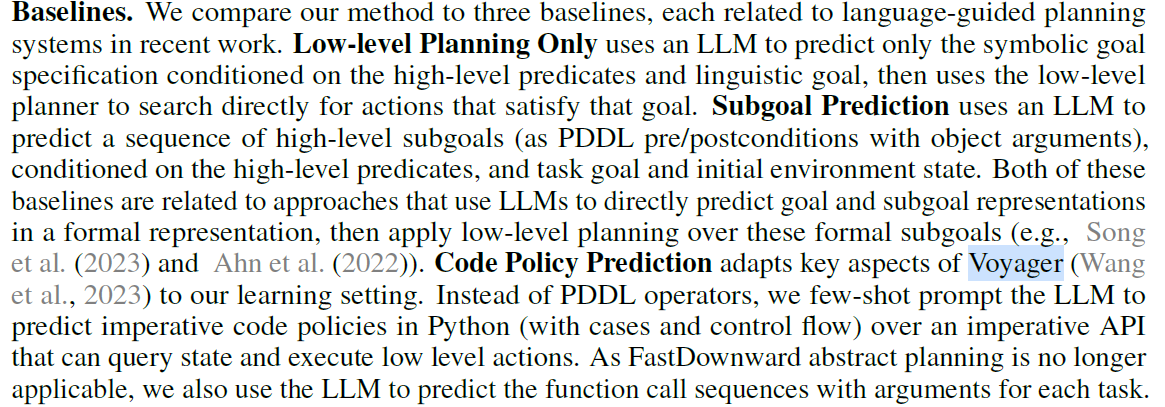 Baselines. We compare our method to three baselines, each related to language-guided planning
systems in recent work. Low-level Planning Only uses an LLM to predict only the symbolic goal
specification conditioned on the high-level predicates and linguistic goal, then uses the low-level
planner to search directly for actions that satisfy that goal. Subgoal Prediction uses an LLM to
predict a sequence of high-level subgoals (as PDDL pre/postconditions with object arguments),
conditioned on the high-level predicates, and task goal and initial environment state. Both of these
baselines are related to approaches that use LLMs to directly predict goal and subgoal representations
in a formal representation, then apply low-level planning over these formal subgoals (e.g., Song
et al. (2023) and Ahn et al. (2022)). Code Policy Prediction adapts key aspects of Voyager (Wang
et al., 2023) to our learning setting. Instead of PDDL operators, we few-shot prompt the LLM to
predict imperative code policies in Python (with cases and control flow) over an imperative API
that can query state and execute low level actions. As FastDownward abstract planning is no longer
applicable, we also use the LLM to predict the function call sequences with arguments for each task.